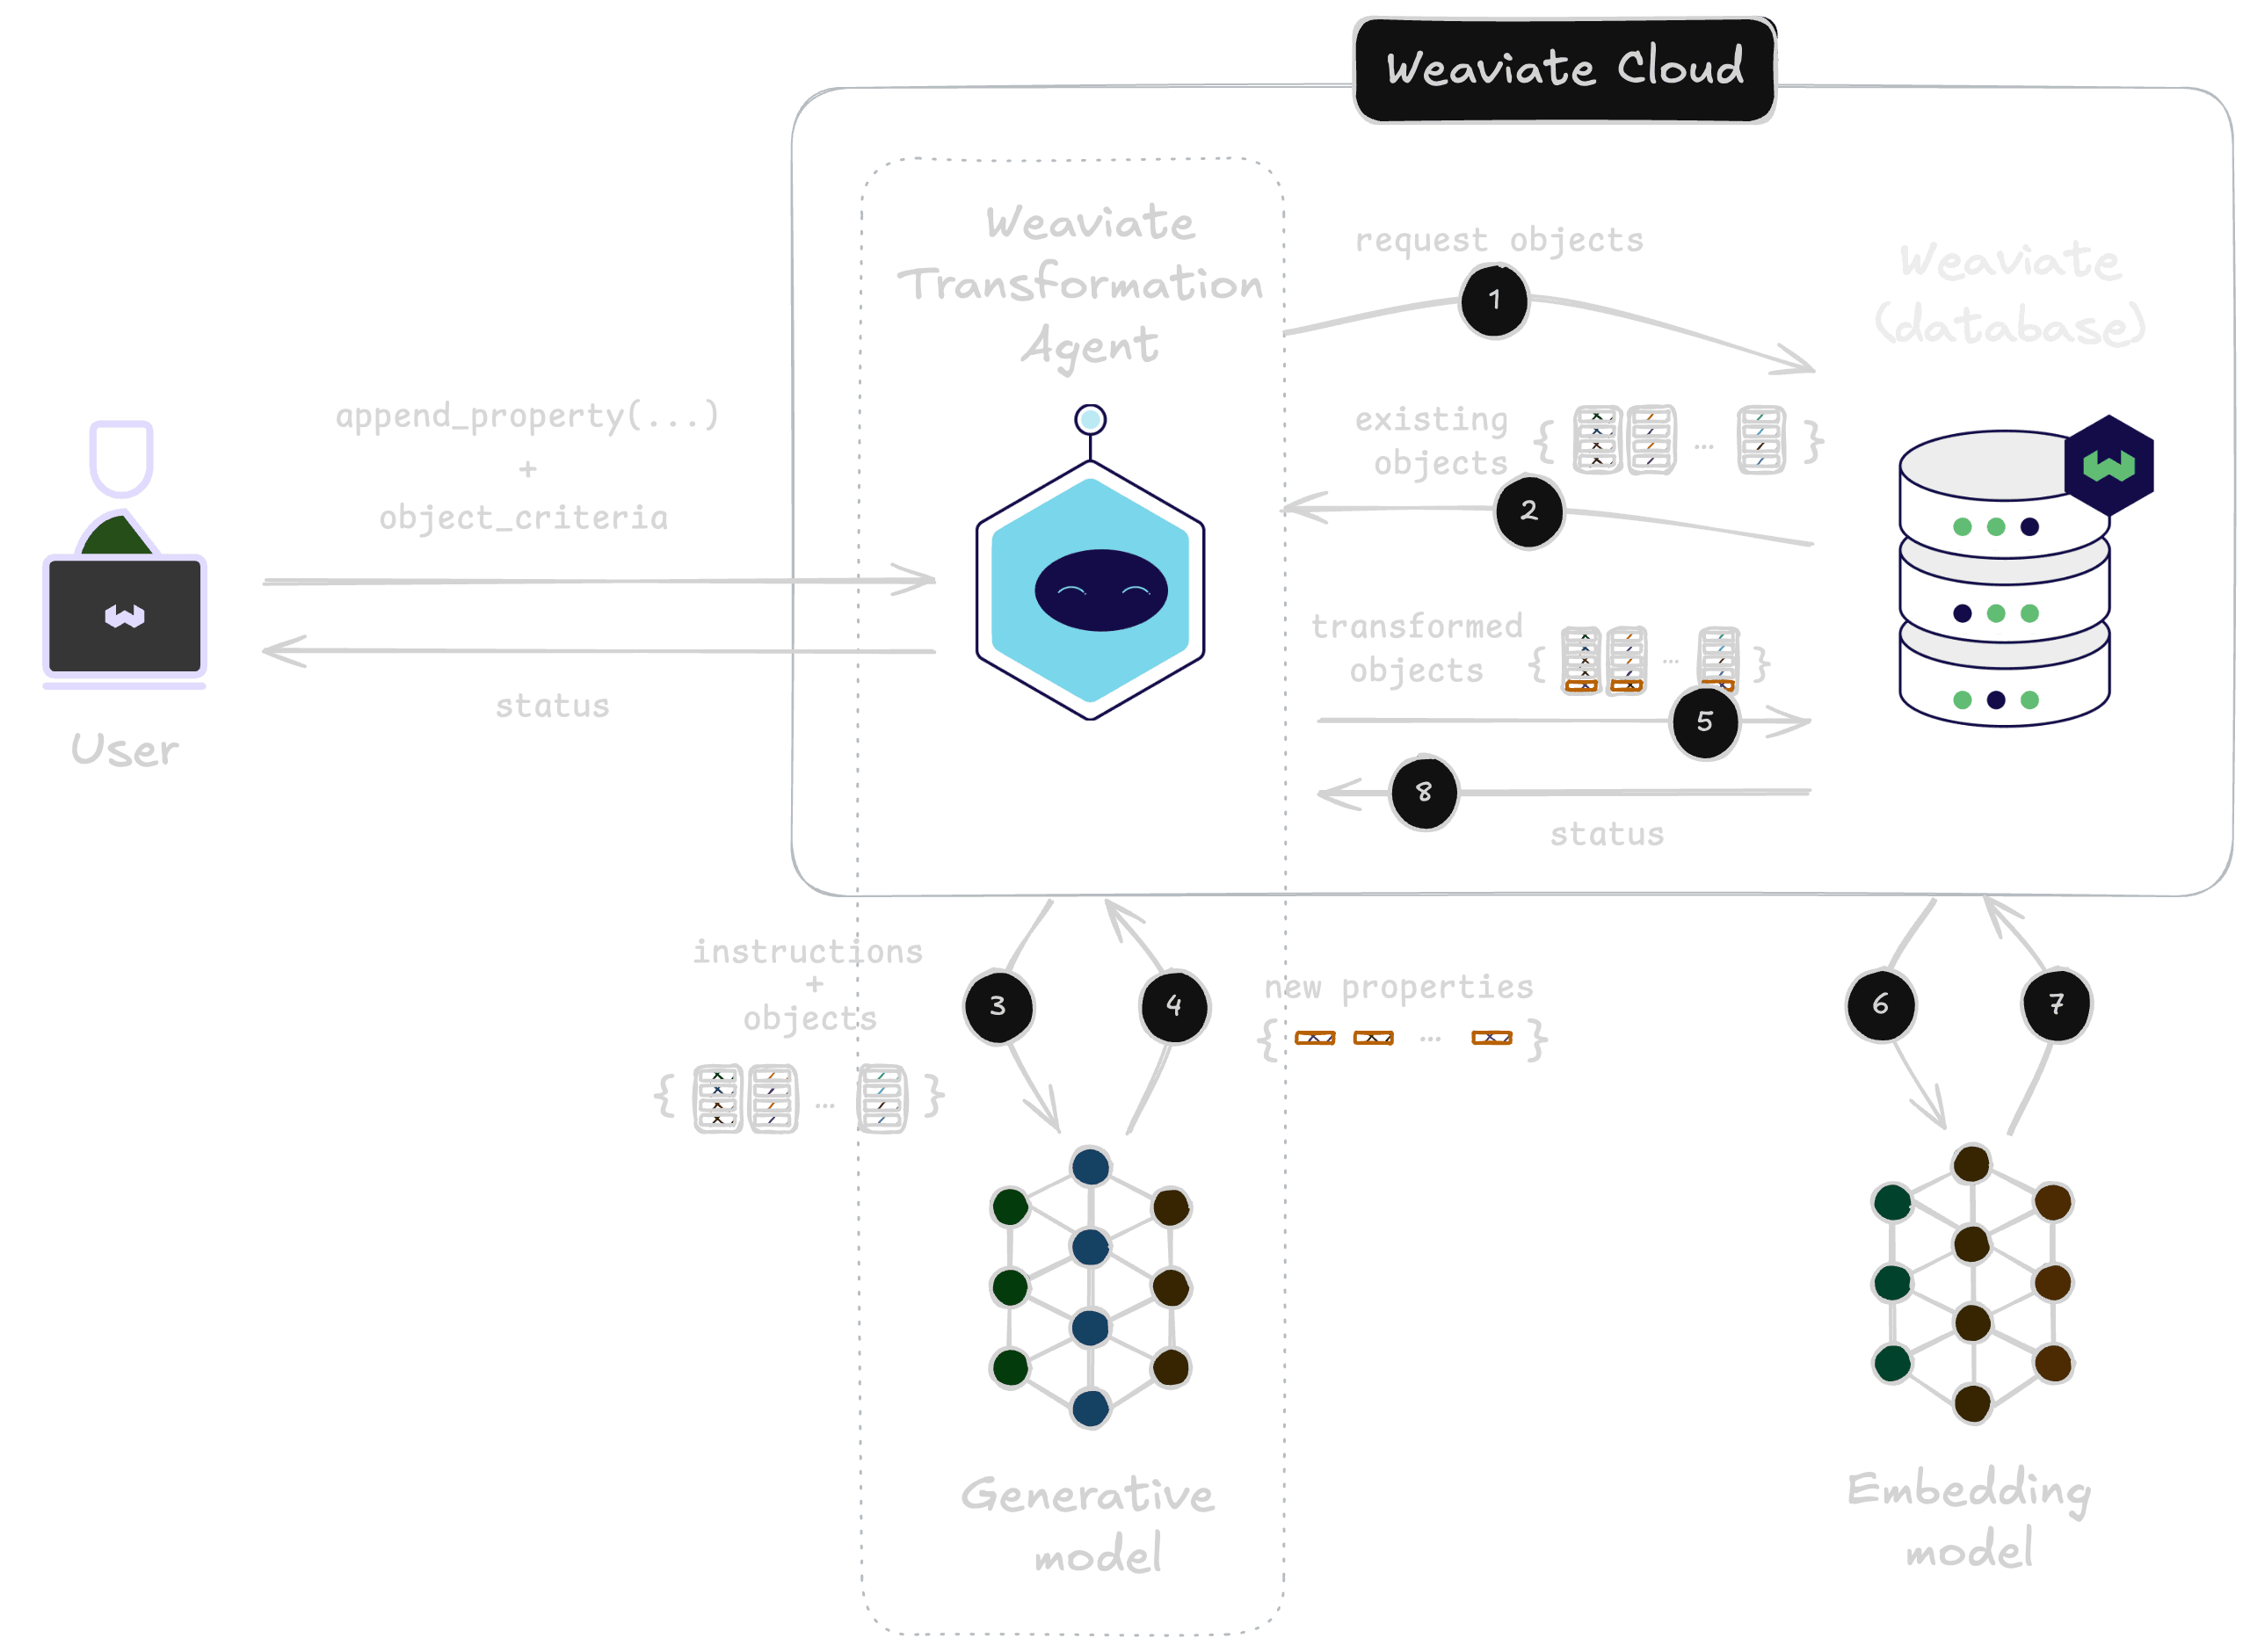 Weaviate Cloud
Weaviate
Transformation
Agent
request objects
1
Weaviate
(database)
append_property(...)
+
object_criteria
existing
objects
{ ... }
2
transformed
objects
{ ... }
5
status
User
8
status
instructions
+
objects
{ ... }
3
4
new properties
{ ... }
6
7
Generative
model
Embedding
model